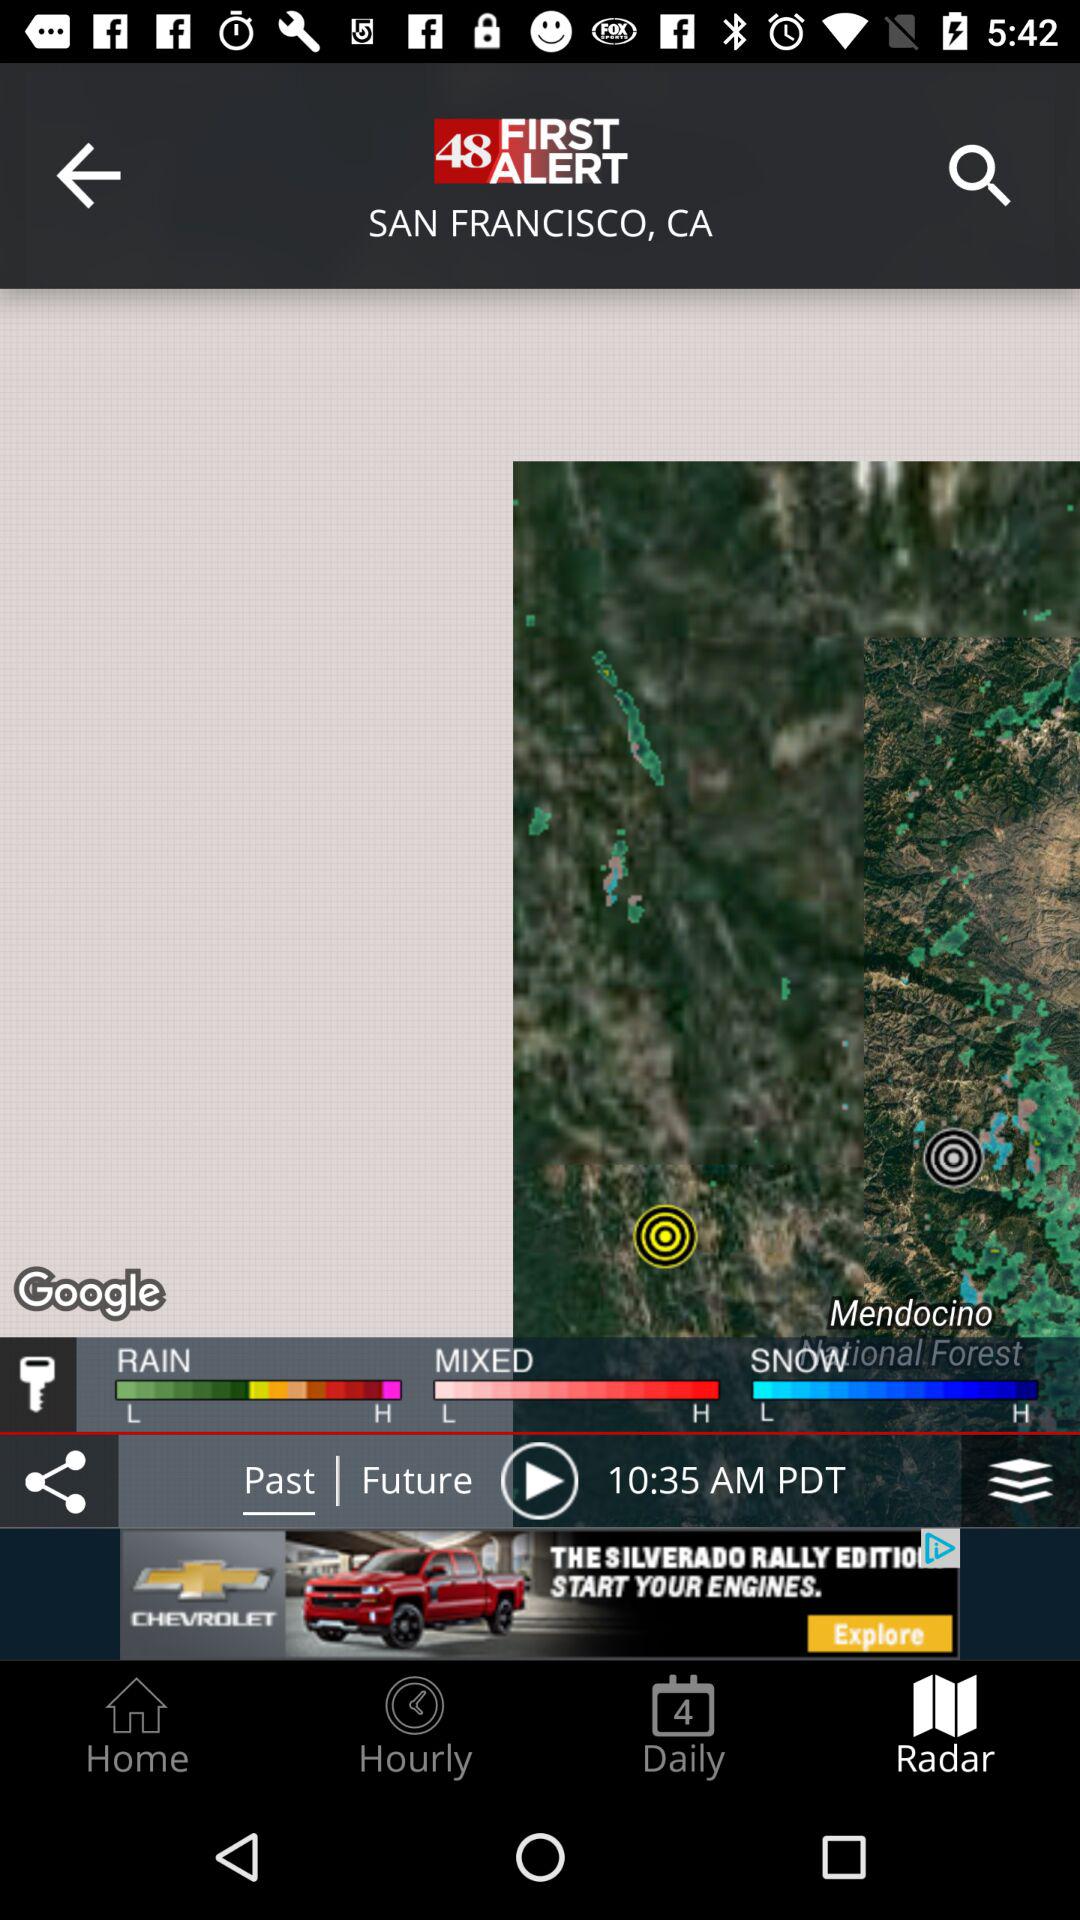 5:42
48 FIRST
ALERT
SAN FRANCISCO, CA
Google
Mendocino
National Forest
RAIN MIXED SNOW
L H L H L H
Past | Future 10:35 AM PDT
THE SILVERADO RALLY EDITIO
START YOUR ENGINES.
CHEVROLET
Explore
4
Home Hourly Daily Radar